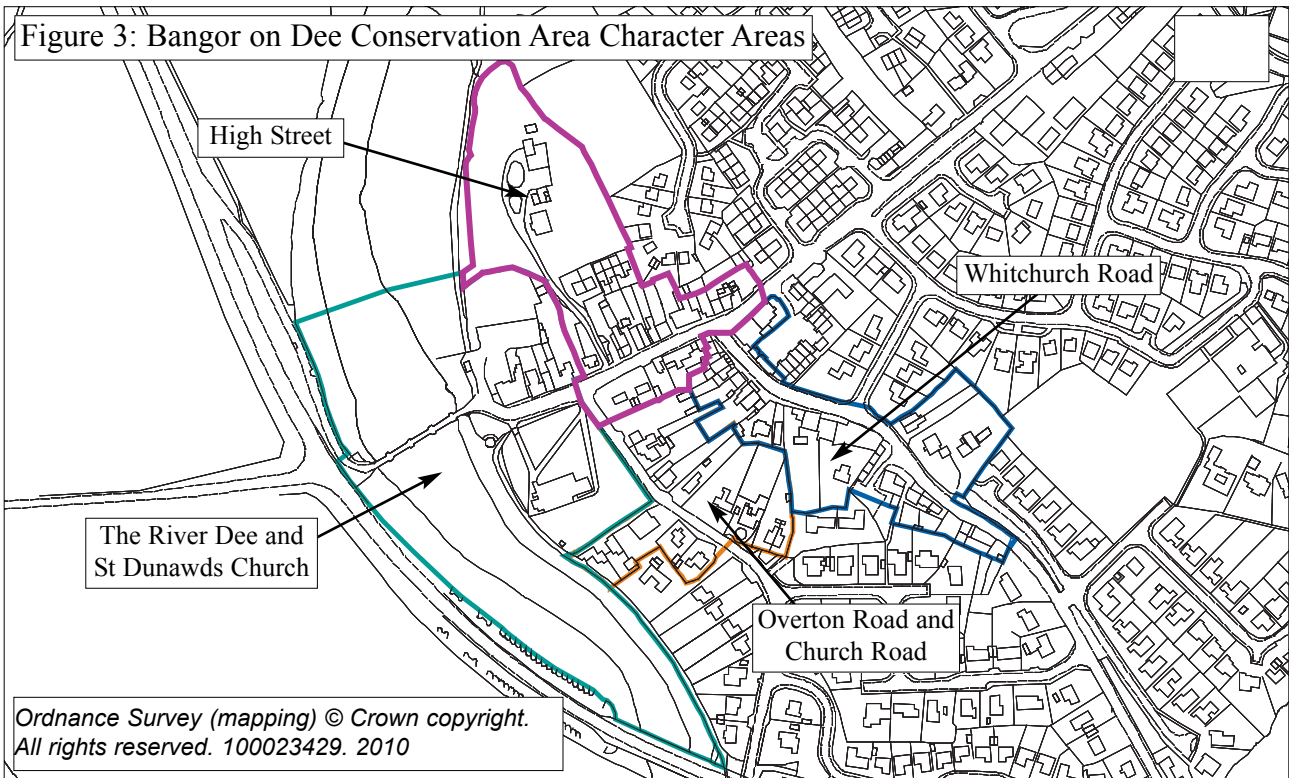 Figure 3: Bangor on Dee Conservation Area Character Areas
High Street
Whitchurch Road
The River Dee and
St Dunawds Church
Overton Road and
Church Road
Ordnance Survey (mapping) © Crown copyright.
All rights reserved. 100023429. 2010